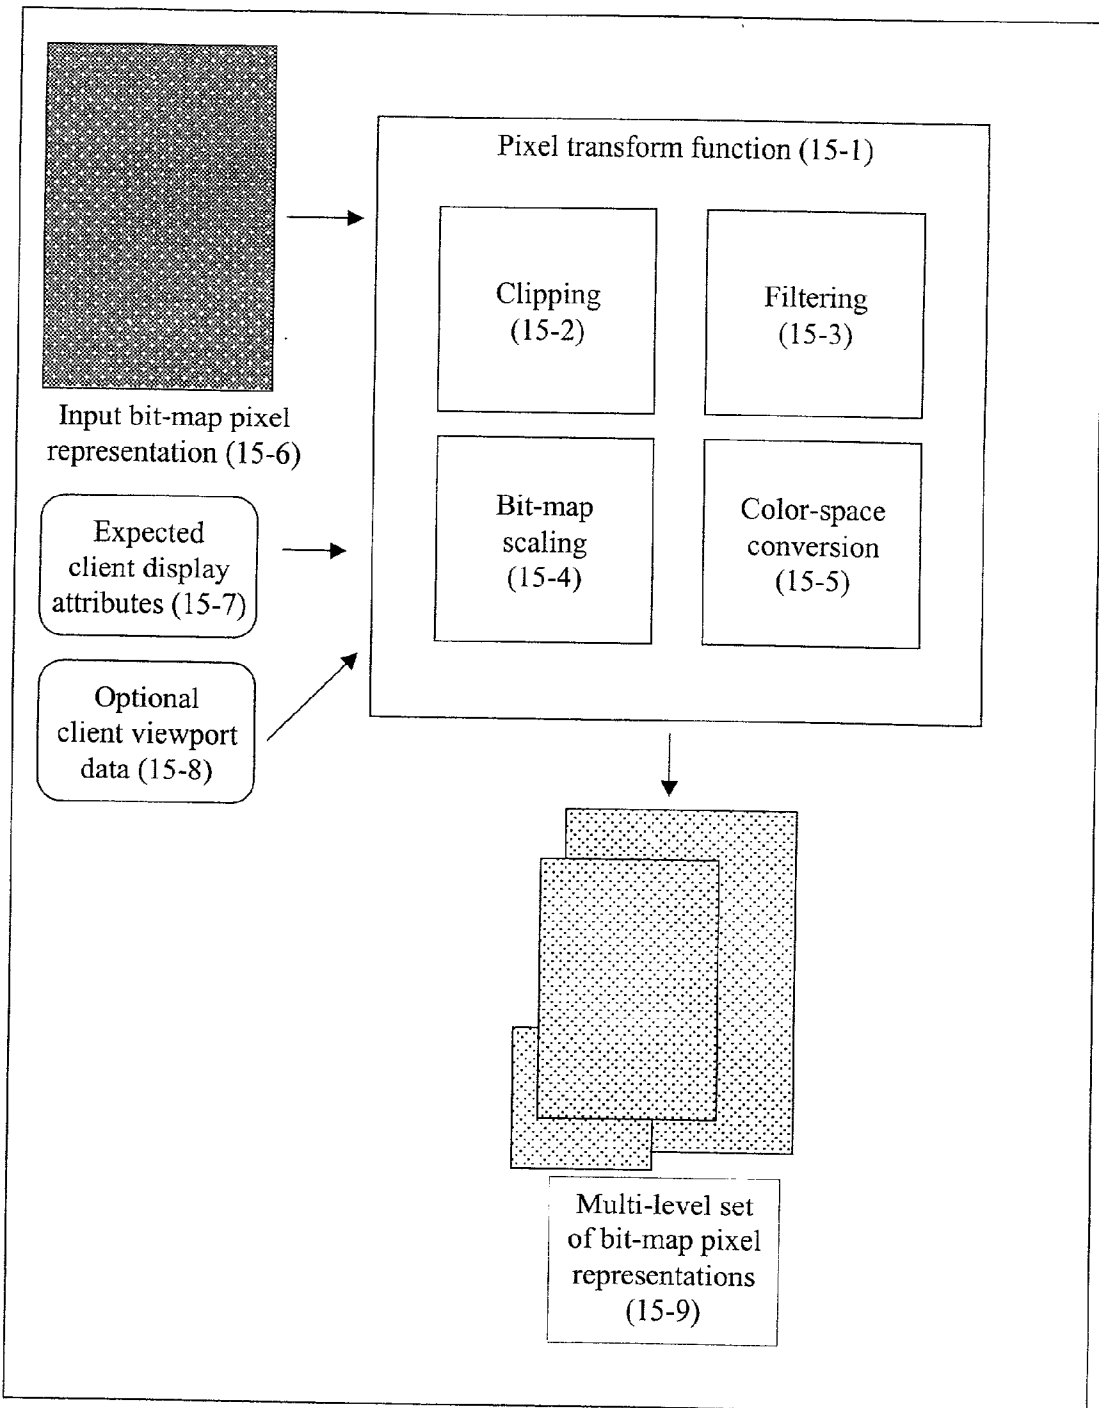 Pixel transform function (15-1)
Clipping
(15-2)
Filtering
(15-3)
Bit-map
scaling
(15-4)
Color-space
conversion
(15-5)
Input bit-map pixel
representation (15-6)
Expected
client display
attributes (15-7)
Optional
client viewport
data (15-8)
Multi-level set
of bit-map pixel
representations
(15-9)